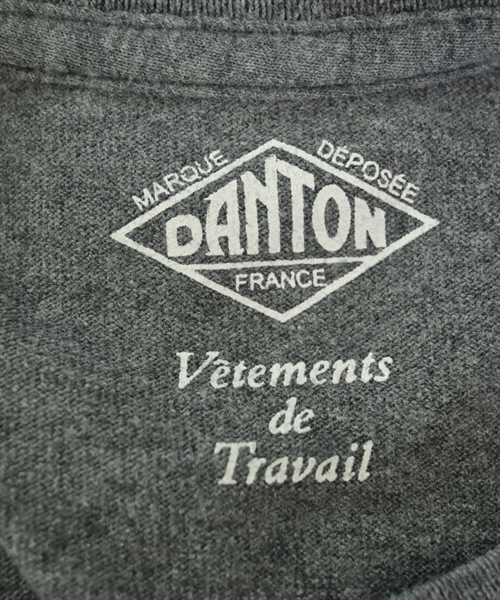 MARQUE DÉPOSÉE
DANTON
FRANCE
Vêtements
de
Travail